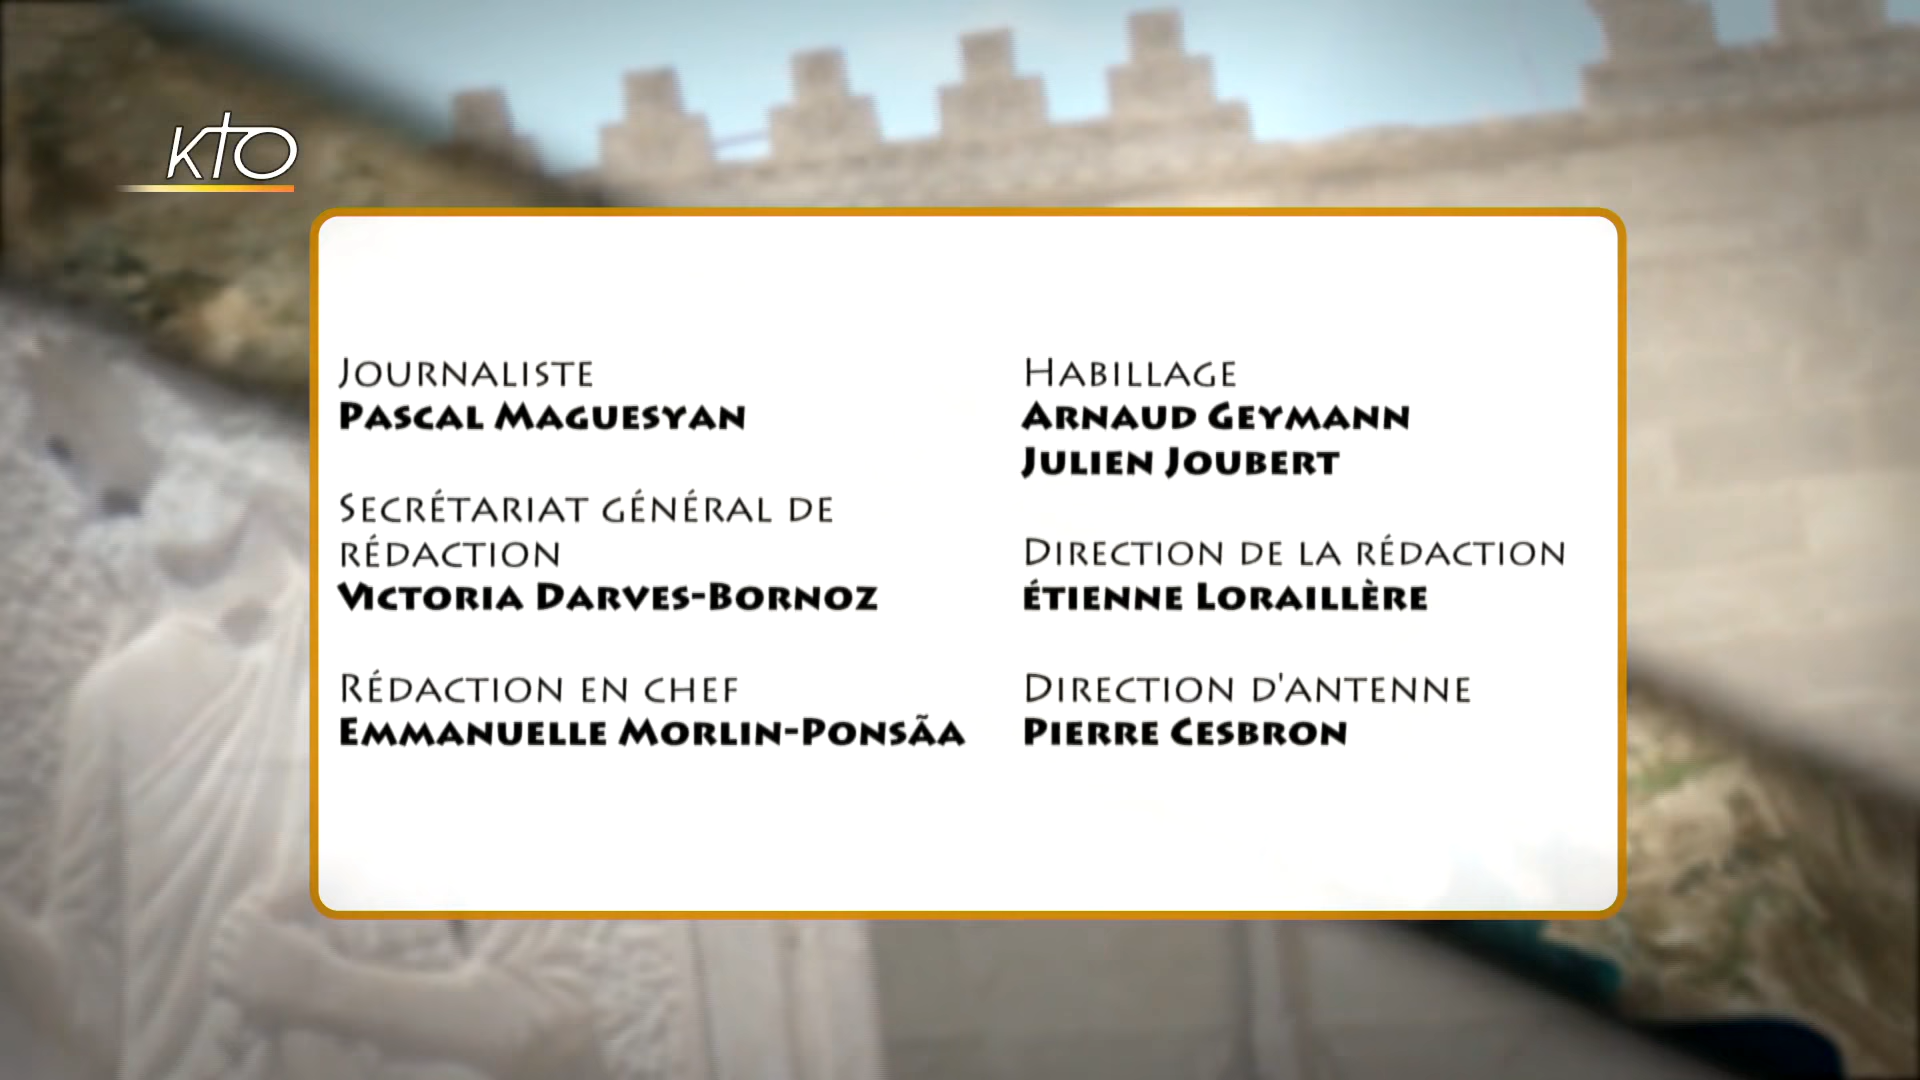 KTO
Journaliste
Pascal Maguesyan
Secrétariat général de
rédaction
Victoria Darves-Bornoz
Rédaction en chef
Emmanuelle Morlin-Ponsãa
Habillage
Arnaud Geymann
Julien Joubert
Direction de la rédaction
étienne Loraillère
Direction d'antenne
Pierre Cesbron